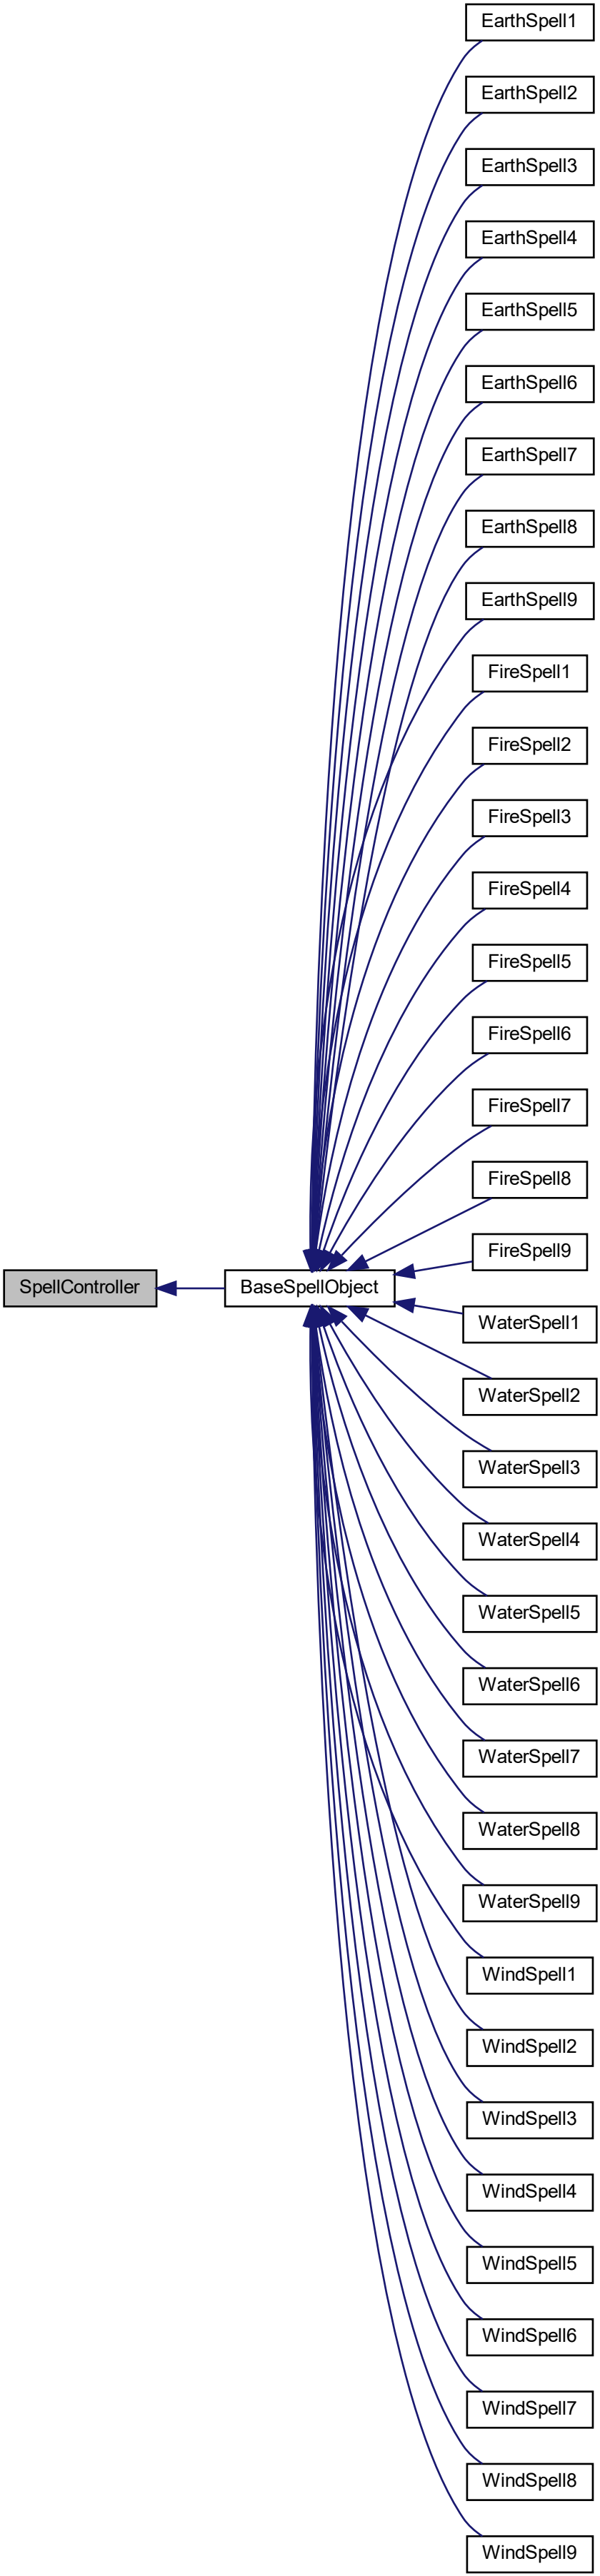 EarthSpell1
EarthSpell2
EarthSpell3
EarthSpell4
EarthSpell5
EarthSpell6
EarthSpell7
EarthSpell8
EarthSpell9
FireSpell1
FireSpell2
FireSpell3
FireSpell4
FireSpell5
FireSpell6
FireSpell7
FireSpell8
FireSpell9
SpellController
BaseSpellObject
WaterSpell1
WaterSpell2
WaterSpell3
WaterSpell4
WaterSpell5
WaterSpell6
WaterSpell7
WaterSpell8
WaterSpell9
WindSpell1
WindSpell2
WindSpell3
WindSpell4
WindSpell5
WindSpell6
WindSpell7
WindSpell8
WindSpell9